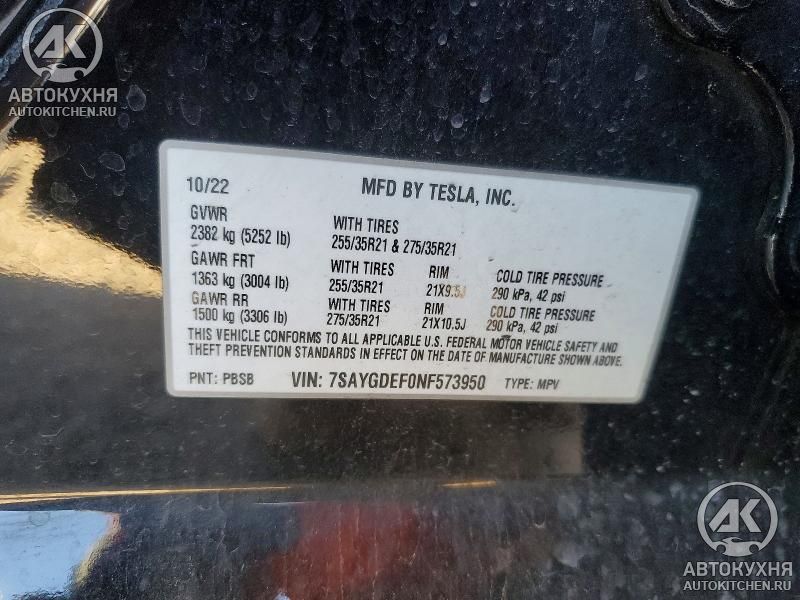 AK
АВТОКУХНЯ
AUTOKITCHEN.RU
10/22 MFD BY TESLA, INC.
GVWR WITH TIRES
2382 kg (5252 lb) 255/35R21 & 275/35R21
GAWR FRT WITH TIRES RIM COLD TIRE PRESSURE
1363 kg (3004 lb) 255/35R21 21X9.5J 290 kPa, 42 psi
GAWR RR WITH TIRES RIM COLD TIRE PRESSURE
1500 kg (3306 lb) 275/35R21 21X10.5J 290 kPa, 42 psi
THIS VEHICLE CONFORMS TO ALL APPLICABLE U.S. FEDERAL MOTOR VEHICLE SAFETY AND
THEFT PREVENTION STANDARDS IN EFFECT ON THE DATE OF MANUFACTURE SHOWN ABOVE.
PNT: PBSB VIN: 7SAYGDEF0NF573950 TYPE: MPV
AK
АВТОКУХНЯ
AUTOKITCHEN.RU